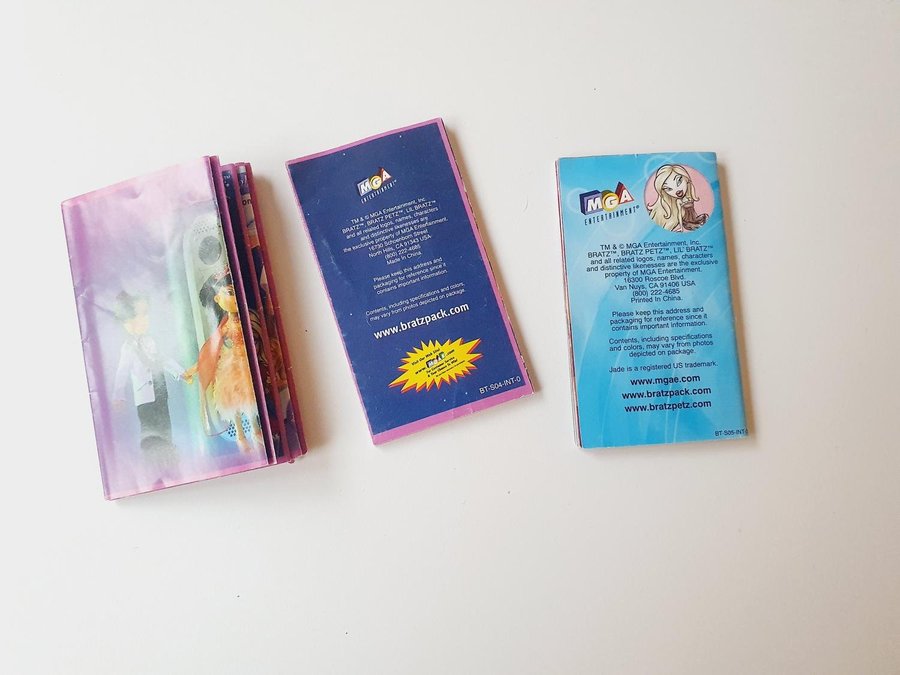 MGA
ENTERTAINMENT™
TM & © MGA Entertainment, Inc.
BRATZ™, BRATZ PETZ™, LIL' BRATZ™
and all related logos, names, characters
and distinctive likenesses are
the exclusive property of MGA Entertainment.
16730 Schoenborn Street
North Hills, CA 91343 USA
(800) 222-4685
Made In China.
Please keep this address and
packaging for reference since it
contains important information.
Contents, including specifications and colors,
may vary from photos depicted on package.
www.bratzpack.com
BT-S04-INT-0
MGA
ENTERTAINMENT®
TM & © MGA Entertainment, Inc.
BRATZ™, BRATZ PETZ™, LIL' BRATZ™
and all related logos, names, characters
and distinctive likenesses are the exclusive
property of MGA Entertainment.
16300 Roscoe Blvd.
Van Nuys, CA 91406 USA
(800) 222-4685
Printed In China.
Please keep this address and
packaging for reference since it
contains important information.
Contents, including specifications
and colors, may vary from photos
depicted on package.
Jade is a registered US trademark.
www.mgae.com
www.bratzpack.com
www.bratzpetz.com
BT-S05-INT-